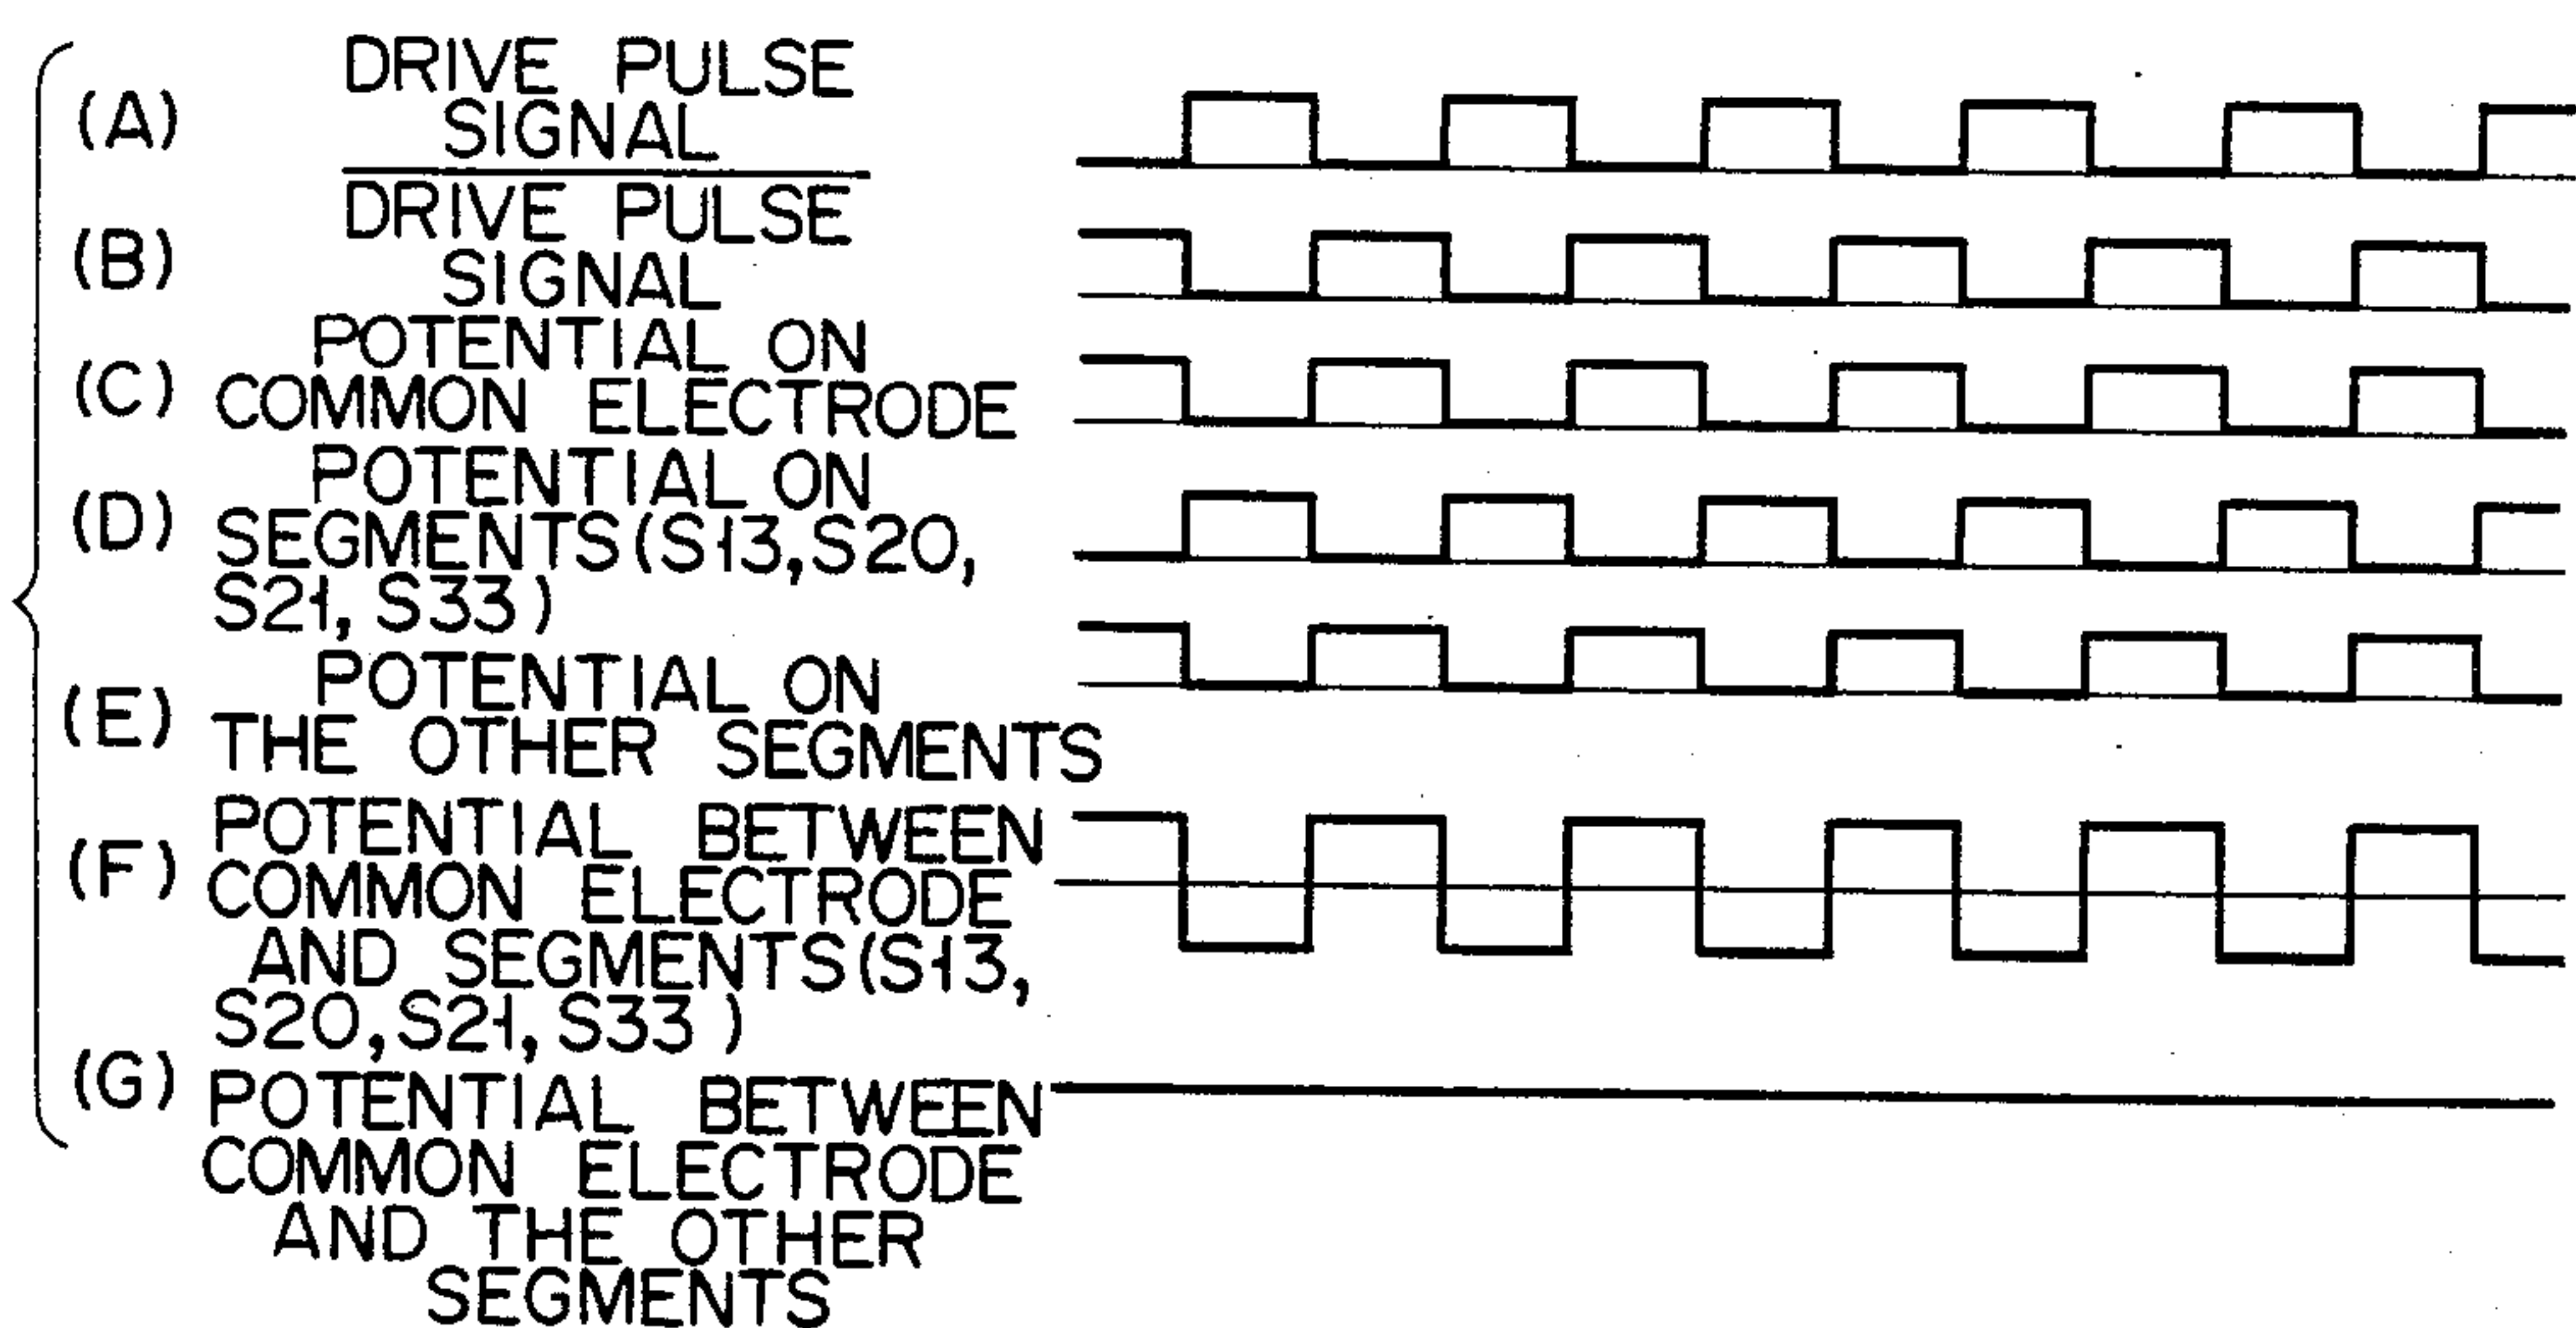 (A) DRIVE PULSE
SIGNAL
(B) DRIVE PULSE
SIGNAL
(C) POTENTIAL ON
COMMON ELECTRODE
(D) POTENTIAL ON
SEGMENTS(S13,S20,
S21, S33)
(E) POTENTIAL ON
THE OTHER SEGMENTS
(F) POTENTIAL BETWEEN
COMMON ELECTRODE
AND SEGMENTS(S13,
S20,S21,S33)
(G) POTENTIAL BETWEEN
COMMON ELECTRODE
AND THE OTHER
SEGMENTS